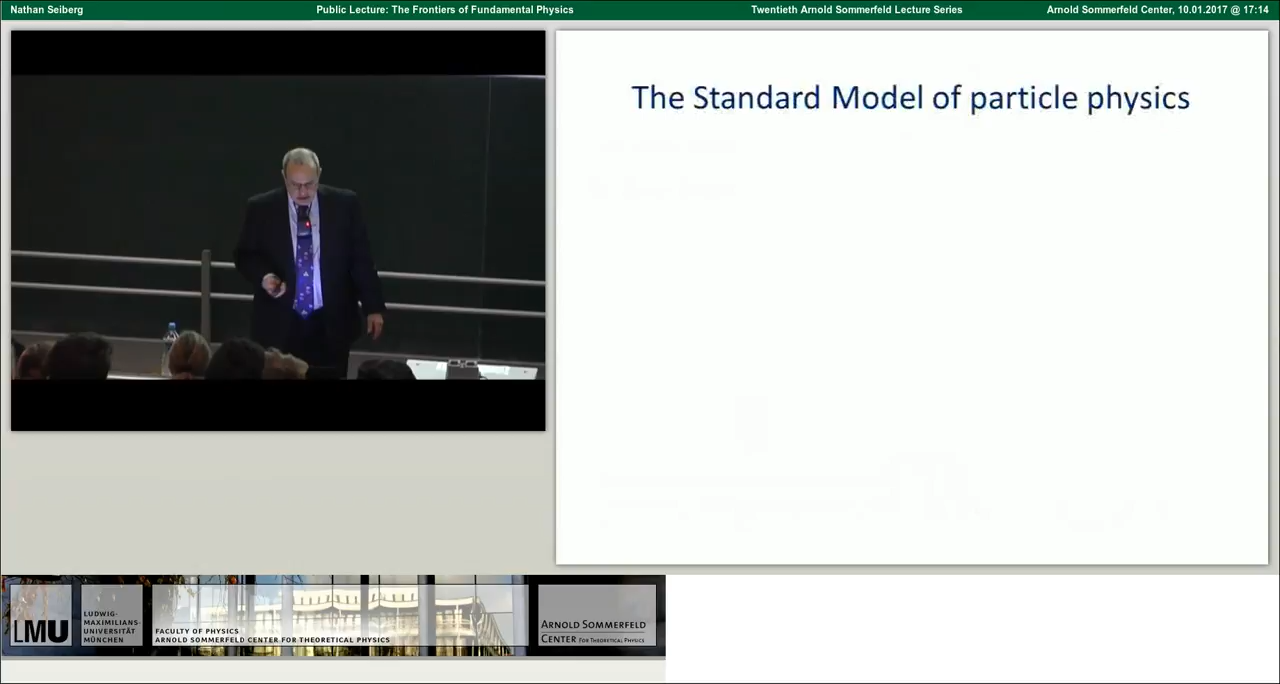 Nathan Seiberg
Public Lecture: The Frontiers of Fundamental Physics
Twentieth Arnold Sommerfeld Lecture Series
Arnold Sommerfeld Center, 10.01.2017 @ 17:14
The Standard Model of particle physics
LMU
LUDWIG-
MAXIMILIANS-
UNIVERSITÄT
MÜNCHEN
FACULTY OF PHYSICS
ARNOLD SOMMERFELD CENTER FOR THEORETICAL PHYSICS
ARNOLD SOMMERFELD
CENTER FOR THEORETICAL PHYSICS